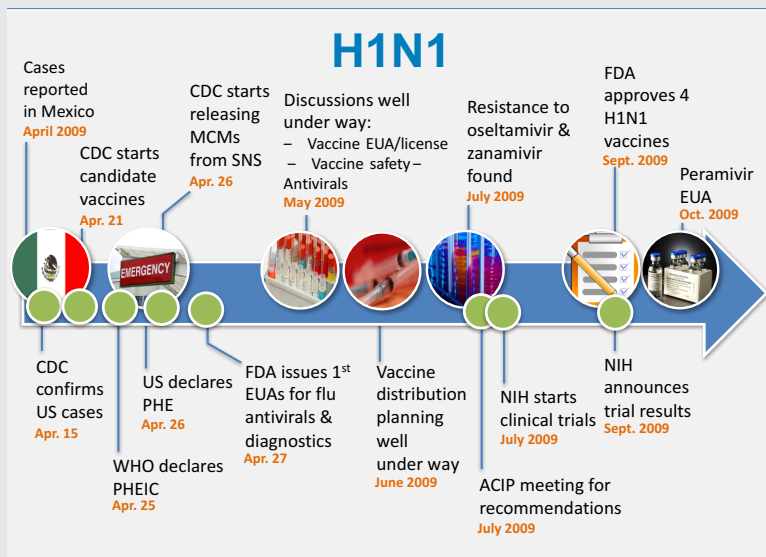 H1N1
Cases
reported
in Mexico
April 2009
CDC starts
candidate
vaccines
Apr. 21
CDC starts
releasing
MCMs
from SNS
Apr. 26
Discussions well
under way:
– Vaccine EUA/license
– Vaccine safety –
Antivirals
May 2009
Resistance to
oseltamivir &
zanamivir
found
July 2009
FDA
approves 4
H1N1
vaccines
Sept. 2009
Peramivir
EUA
Oct. 2009
EMERGENCY
CDC
confirms
US cases
Apr. 15
WHO declares
PHEIC
Apr. 25
US declares
PHE
Apr. 26
FDA issues 1st
EUAs for flu
antivirals &
diagnostics
Apr. 27
Vaccine
distribution
planning
well
under way
June 2009
ACIP meeting for
recommendations
July 2009
NIH starts
clinical trials
July 2009
NIH
announces
trial results
Sept. 2009